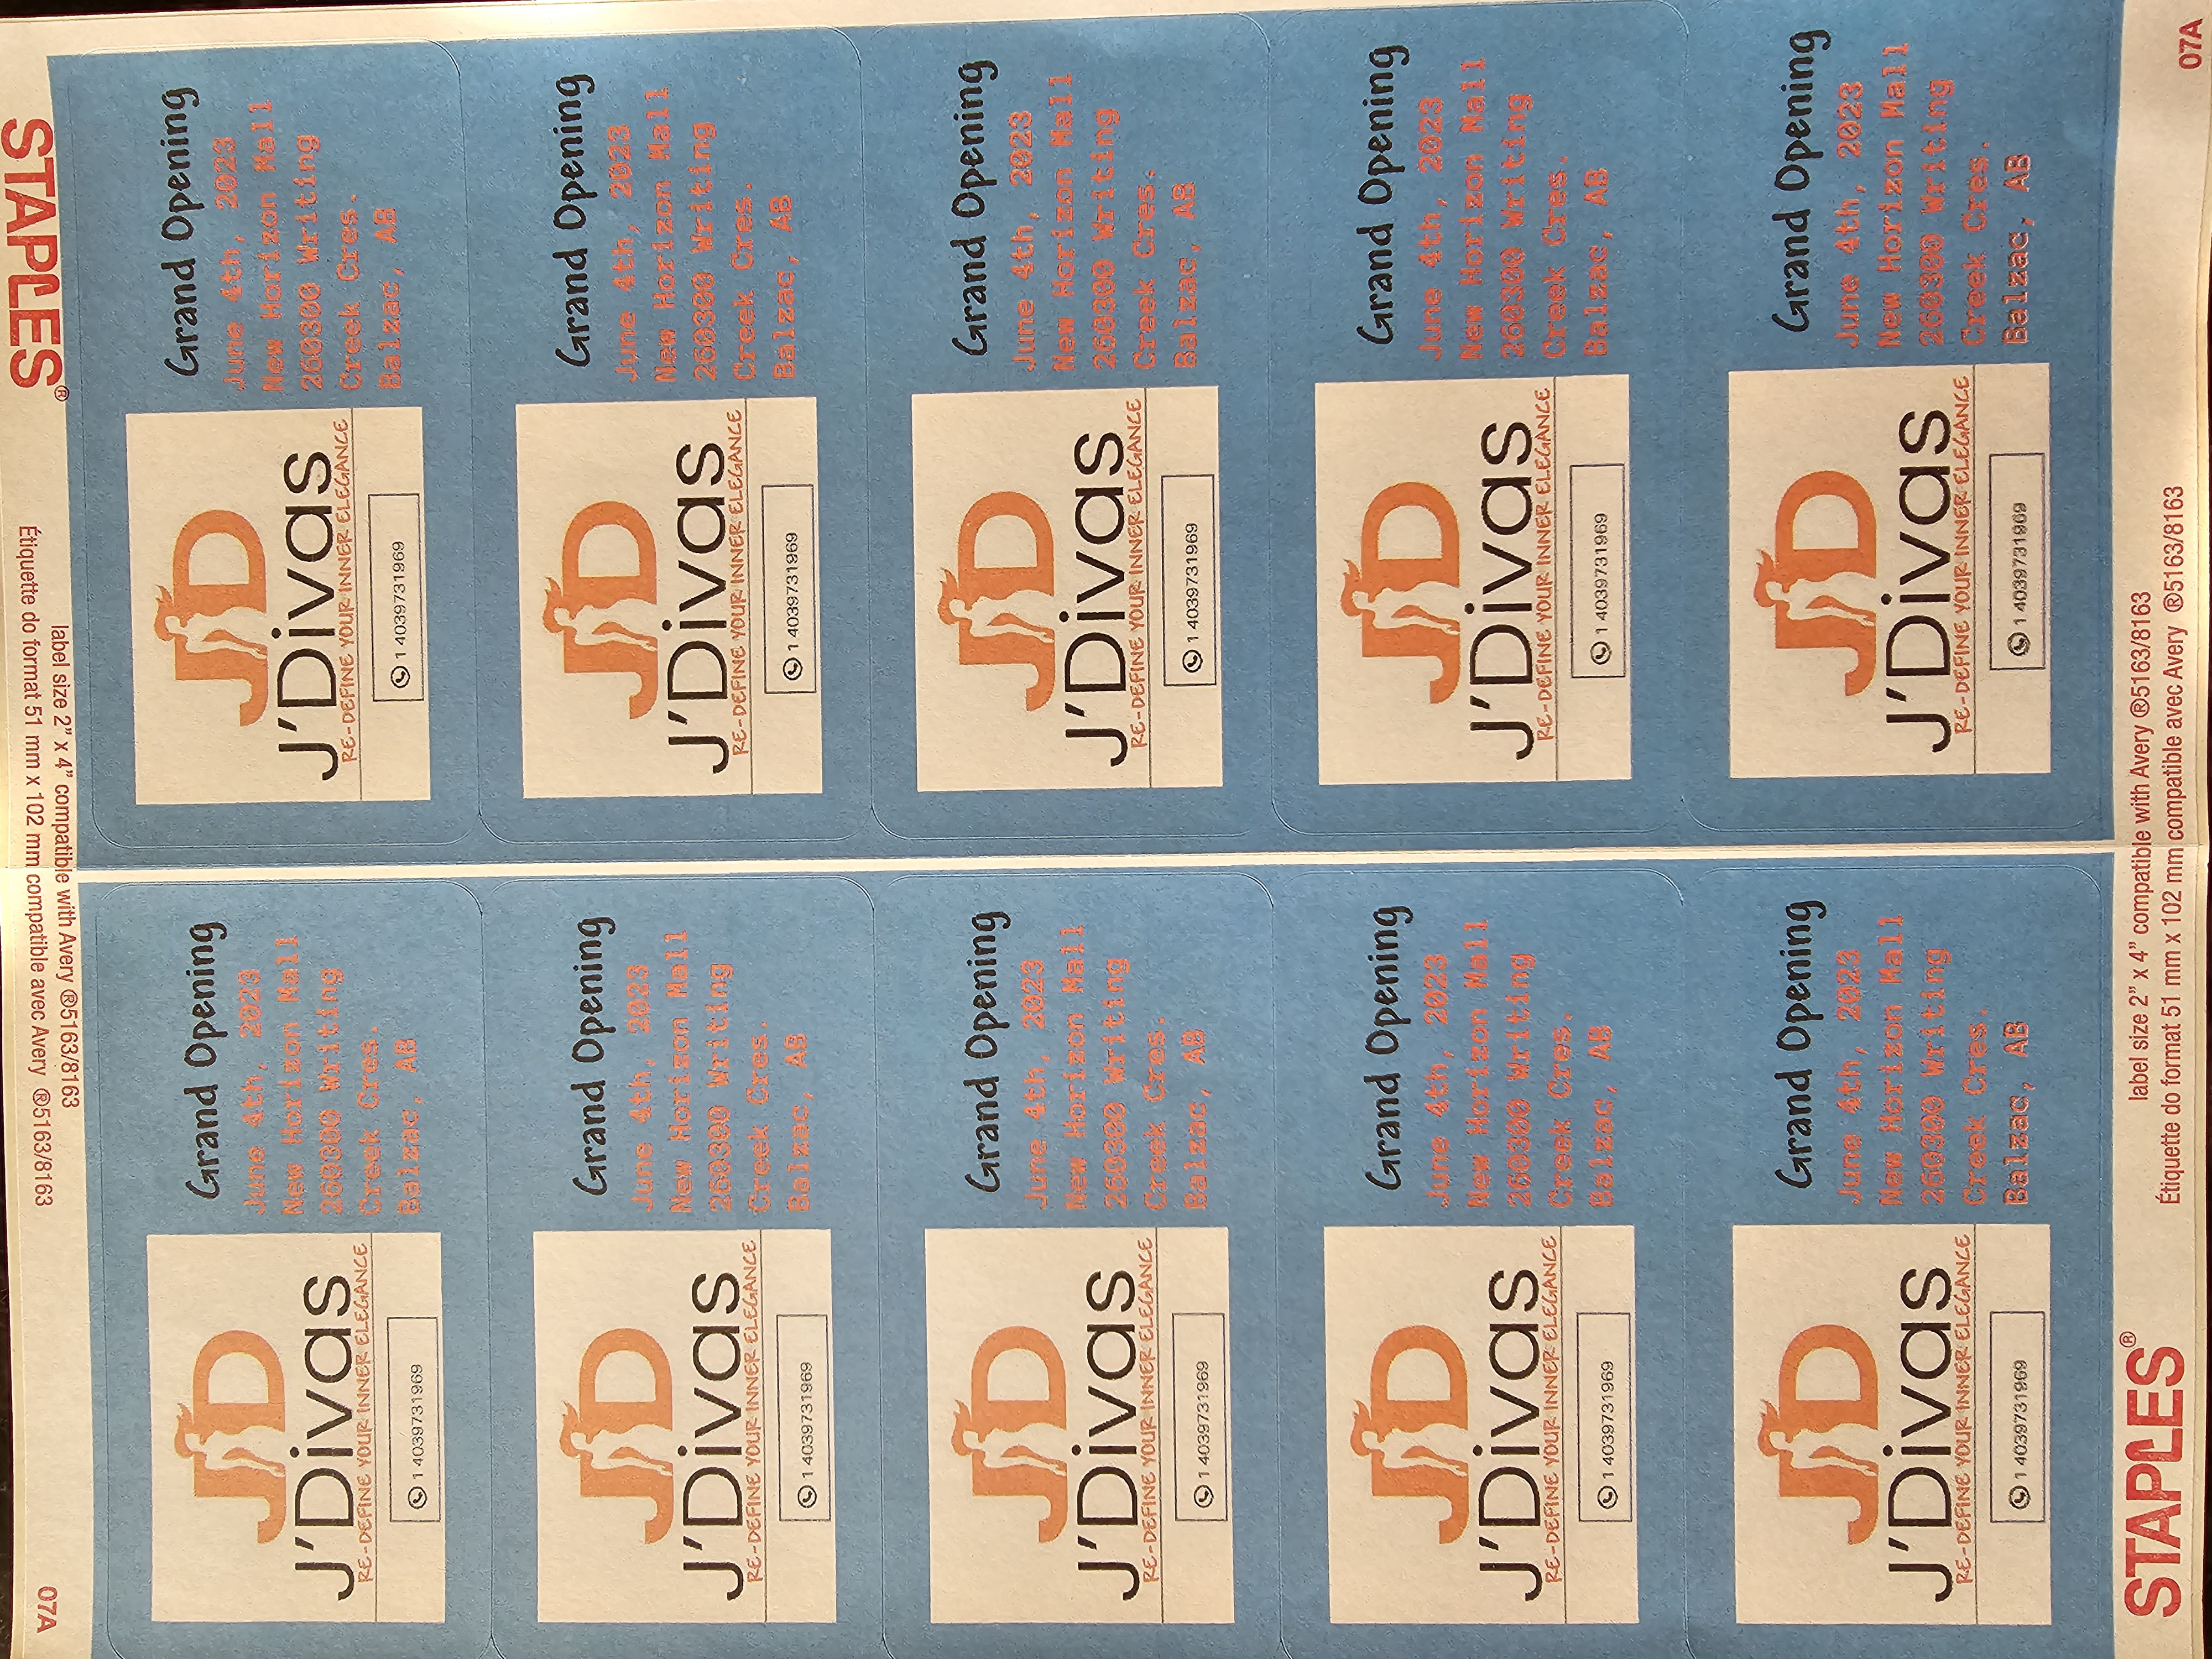 07A
Étiquette do format 51 mm x 102 mm compatible avec Avery ®5163/8163
label size 2” x 4” compatible with Avery ®5163/8163
STAPLES®
JD
J'Divas
RE-DEFINE YOUR INNER ELEGANCE
1 4039731969
Grand Opening
June 4th, 2023
New Horizon Mall
260300 Writing
Creek Cres.
Balzac, AB
JD
J'Divas
RE-DEFINE YOUR INNER ELEGANCE
1 4039731969
Grand Opening
June 4th, 2023
New Horizon Mall
260300 Writing
Creek Cres.
Balzac, AB
JD
J'Divas
RE-DEFINE YOUR INNER ELEGANCE
1 4039731969
Grand Opening
June 4th, 2023
New Horizon Mall
260300 Writing
Creek Cres.
Balzac, AB
JD
J'Divas
RE-DEFINE YOUR INNER ELEGANCE
1 4039731969
Grand Opening
June 4th, 2023
New Horizon Mall
260300 Writing
Creek Cres.
Balzac, AB
JD
J'Divas
RE-DEFINE YOUR INNER ELEGANCE
1 4039731969
Grand Opening
June 4th, 2023
New Horizon Mall
260300 Writing
Creek Cres.
Balzac, AB
JD
J'Divas
RE-DEFINE YOUR INNER ELEGANCE
1 4039731969
Grand Opening
June 4th, 2023
New Horizon Mall
260300 Writing
Creek Cres.
Balzac, AB
JD
J'Divas
RE-DEFINE YOUR INNER ELEGANCE
1 4039731969
Grand Opening
June 4th, 2023
New Horizon Mall
260300 Writing
Creek Cres.
Balzac, AB
JD
J'Divas
RE-DEFINE YOUR INNER ELEGANCE
1 4039731969
Grand Opening
June 4th, 2023
New Horizon Mall
260300 Writing
Creek Cres.
Balzac, AB
JD
J'Divas
RE-DEFINE YOUR INNER ELEGANCE
1 4039731969
Grand Opening
June 4th, 2023
New Horizon Mall
260300 Writing
Creek Cres.
Balzac, AB
JD
J'Divas
RE-DEFINE YOUR INNER ELEGANCE
1 4039731969
Grand Opening
June 4th, 2023
New Horizon Mall
260300 Writing
Creek Cres.
Balzac, AB
STAPLES®
label size 2” x 4” compatible with Avery ®5163/8163
Étiquette do format 51 mm x 102 mm compatible avec Avery ®5163/8163
07A